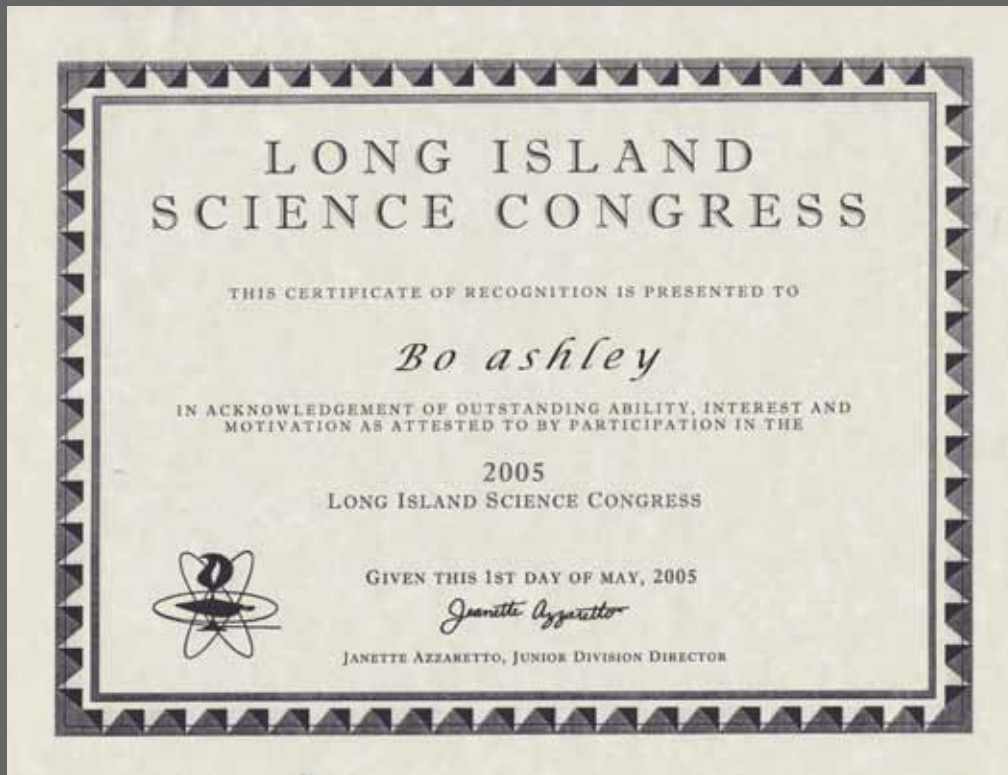 LONG ISLAND
SCIENCE CONGRESS
THIS CERTIFICATE OF RECOGNITION IS PRESENTED TO
Bo ashley
IN ACKNOWLEDGEMENT OF OUTSTANDING ABILITY, INTEREST AND
MOTIVATION AS ATTESTED TO BY PARTICIPATION IN THE
2005
LONG ISLAND SCIENCE CONGRESS
GIVEN THIS 1ST DAY OF MAY, 2005
Jeanette Azzaretto
JANETTE AZZARETTO, JUNIOR DIVISION DIRECTOR